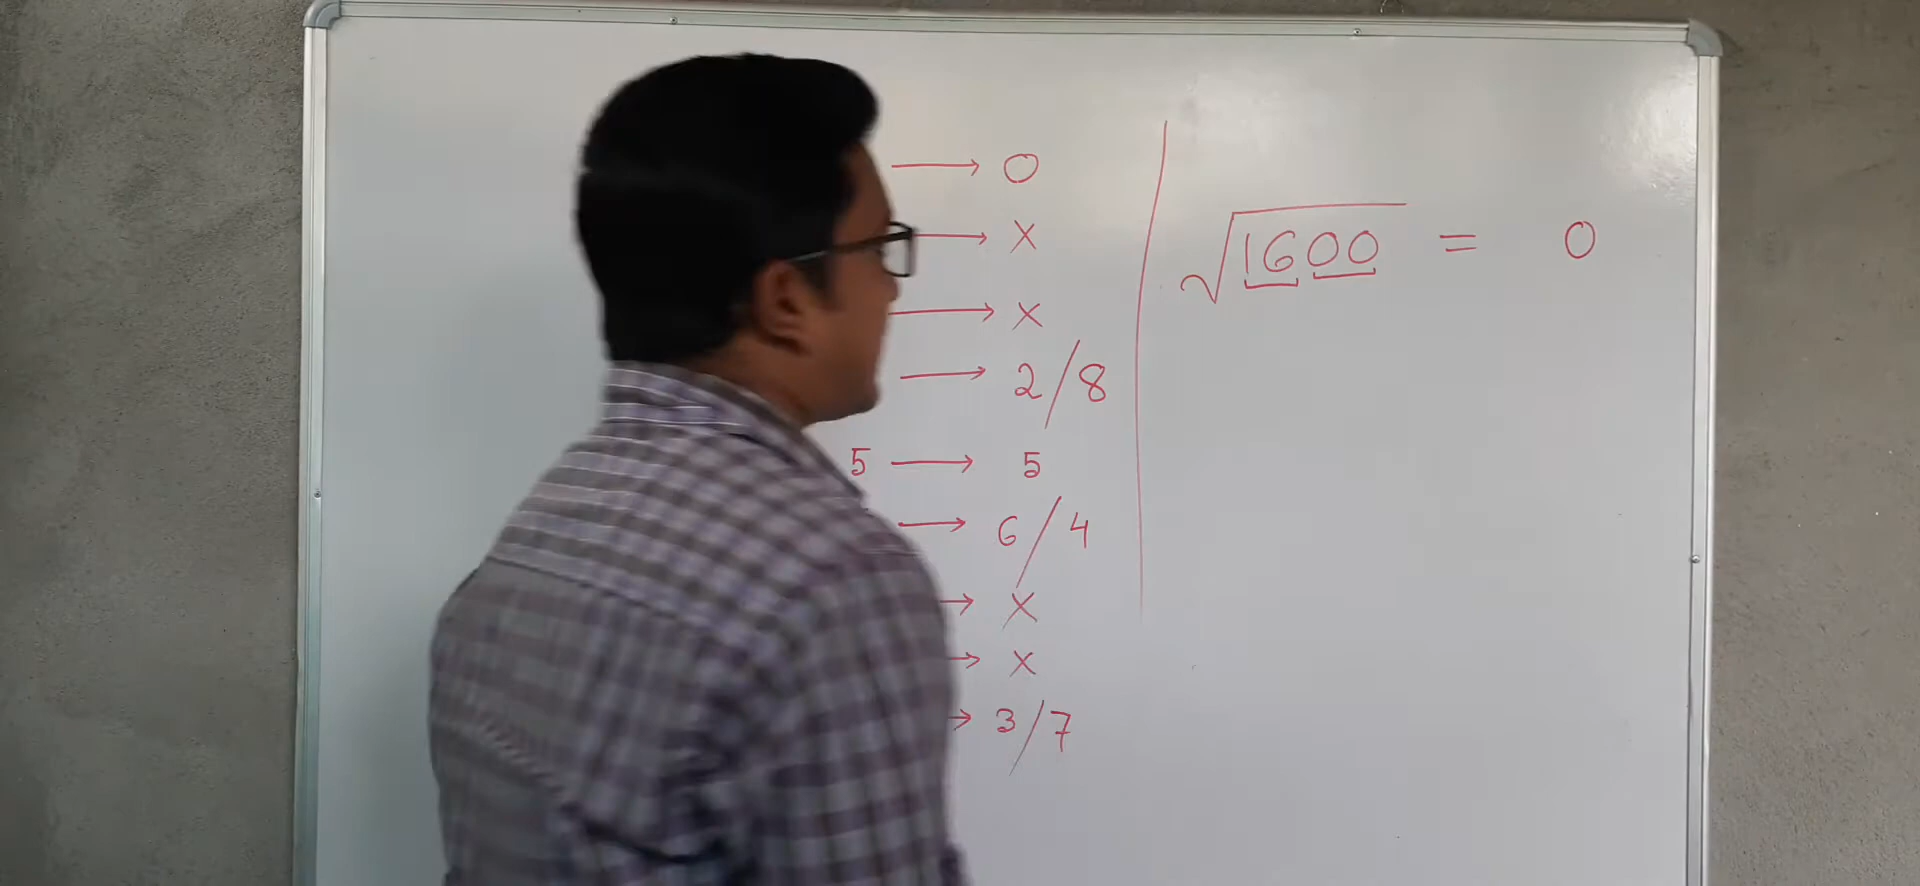 → 0
→ X
→ X
→ 2/8
5 → 5
→ 6/4
→ X
→ X
→ 3/7
√1600 = 0